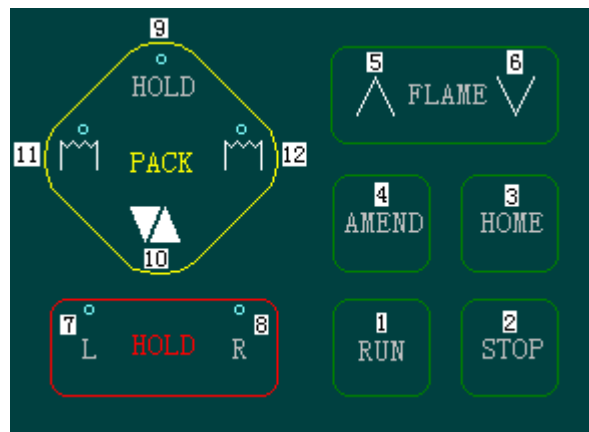 9
HOLD
5 6
FLAME
11 PACK 12
10
4 3
AMEND HOME
7 8
L HOLD R
1 2
RUN STOP